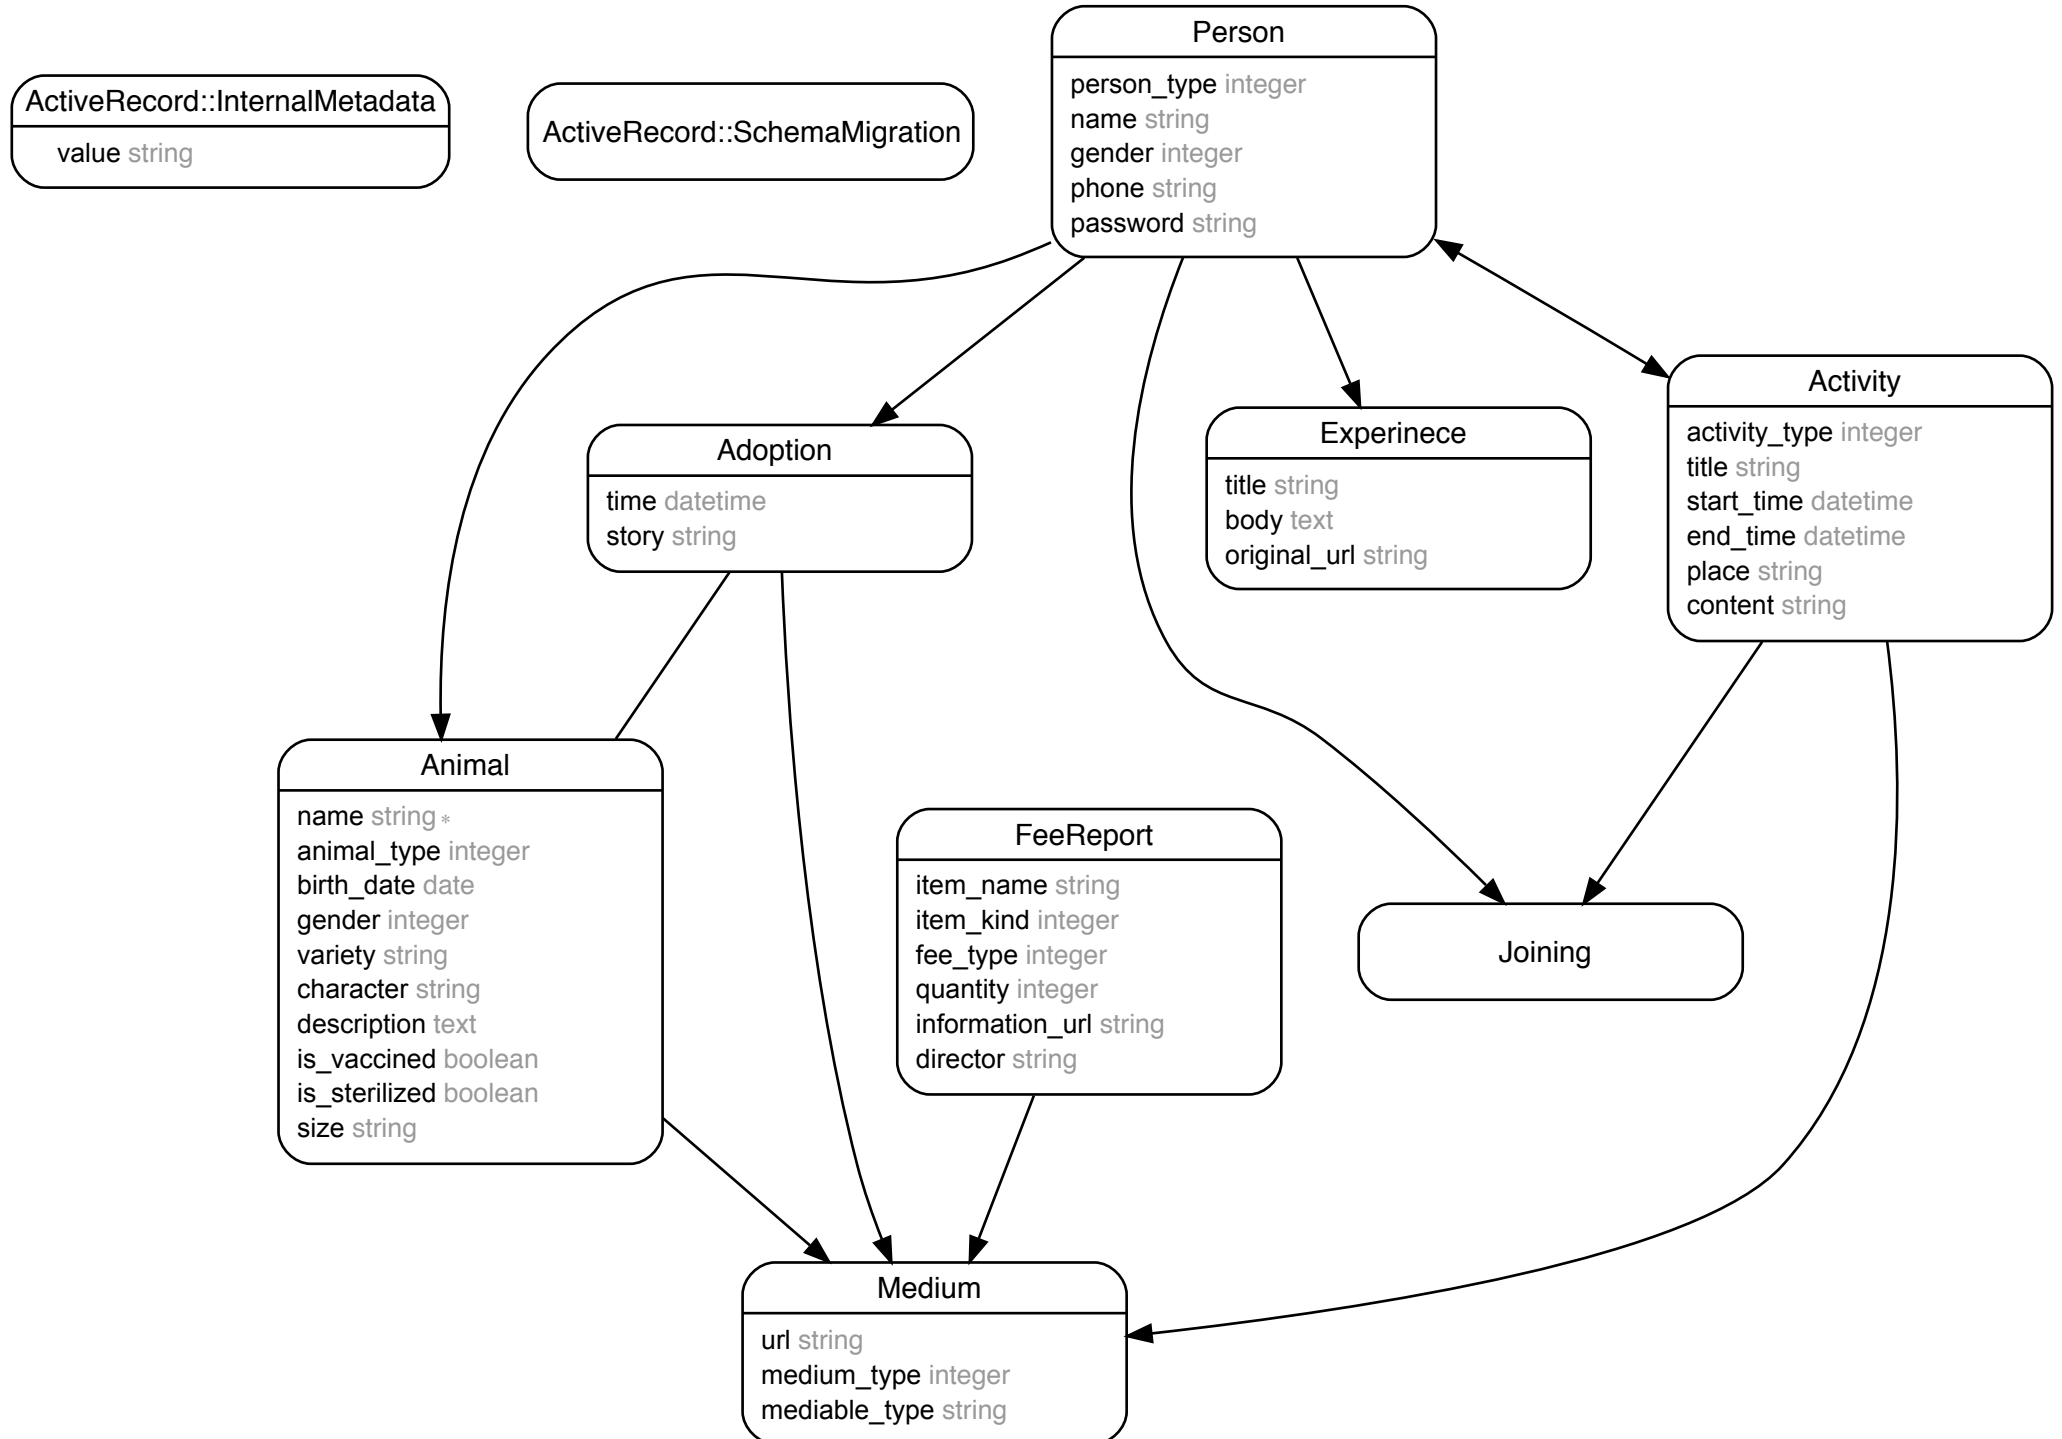 Person
person_type integer
name string
gender integer
phone string
password string
ActiveRecord::InternalMetadata
value string
ActiveRecord::SchemaMigration
Activity
activity_type integer
title string
start_time datetime
end_time datetime
place string
content string
Experinece
title string
body text
original_url string
Adoption
time datetime
story string
Animal
name string *
animal_type integer
birth_date date
gender integer
variety string
character string
description text
is_vaccined boolean
is_sterilized boolean
size string
FeeReport
item_name string
item_kind integer
fee_type integer
quantity integer
information_url string
director string
Joining
Medium
url string
medium_type integer
mediable_type string